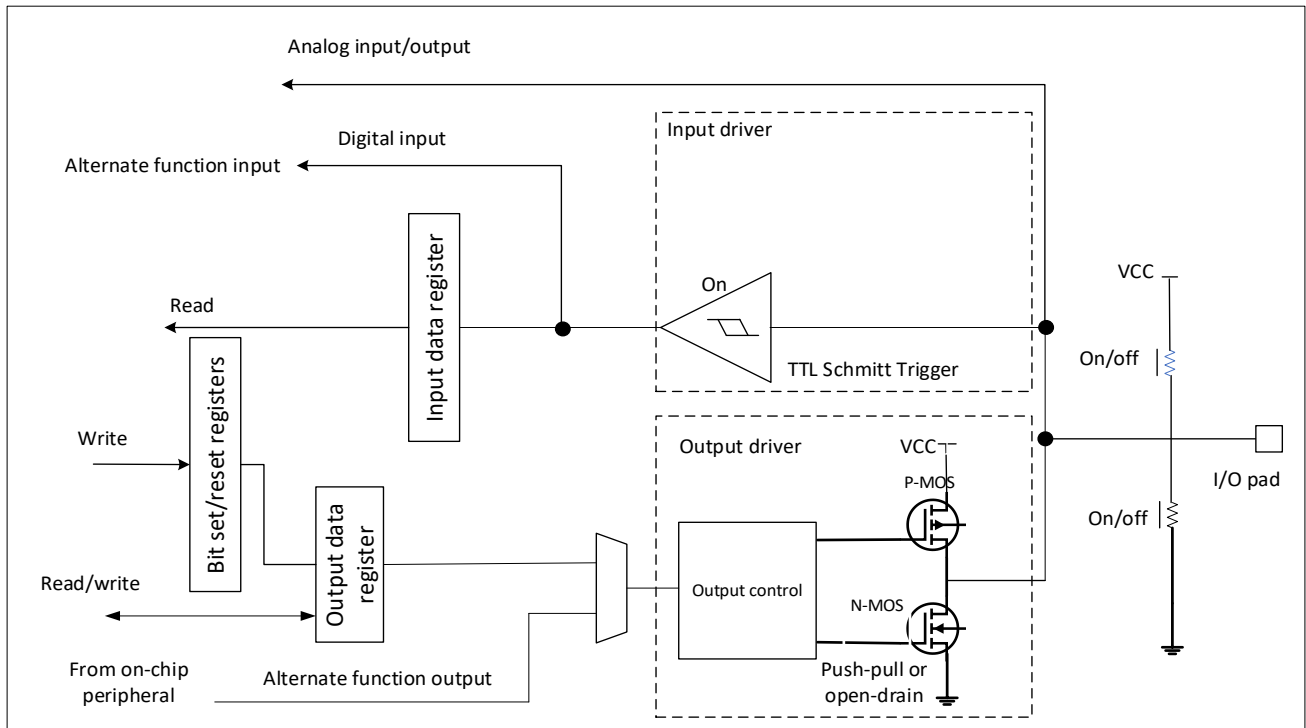 Analog input/output
Input driver
Digital input
Alternate function input
Input data register
On
VCC
Read
TTL Schmitt Trigger
On/off
Bit set/reset registers
Write
Output driver
VCC
P-MOS
I/O pad
On/off
Output data
register
Read/write
Output control
N-MOS
From on-chip
peripheral
Alternate function output
Push-pull or
open-drain